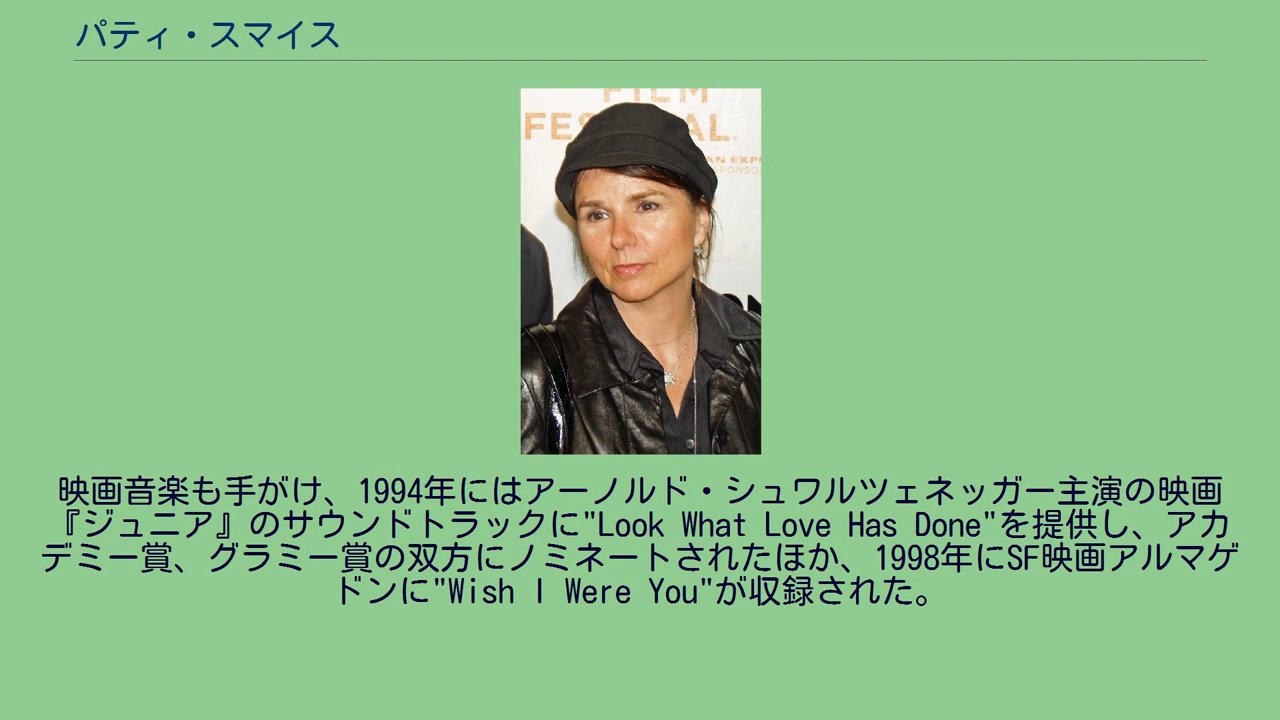 パティ・スマイス
FILM
FESTIVAL.
AN EXP
SPONSO
映画音楽も手がけ、1994年にはアーノルド・シュワルツェネッガー主演の映画
『ジュニア』のサウンドトラックに"Look What Love Has Done"を提供し、アカ
デミー賞、グラミー賞の双方にノミネートされたほか、1998年にSF映画アルマゲ
ドンに"Wish I Were You"が収録された。